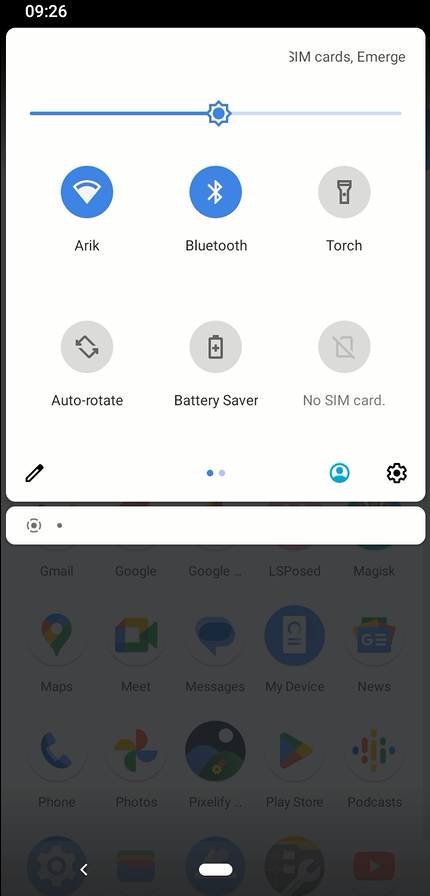 09:26
SIM cards, Emerge
Arik Bluetooth Torch
Auto-rotate Battery Saver No SIM card.
Gmail Google Google ... LSPosed Magisk
Maps Meet Messages My Device News
Phone Photos Pixelify ... Play Store Podcasts